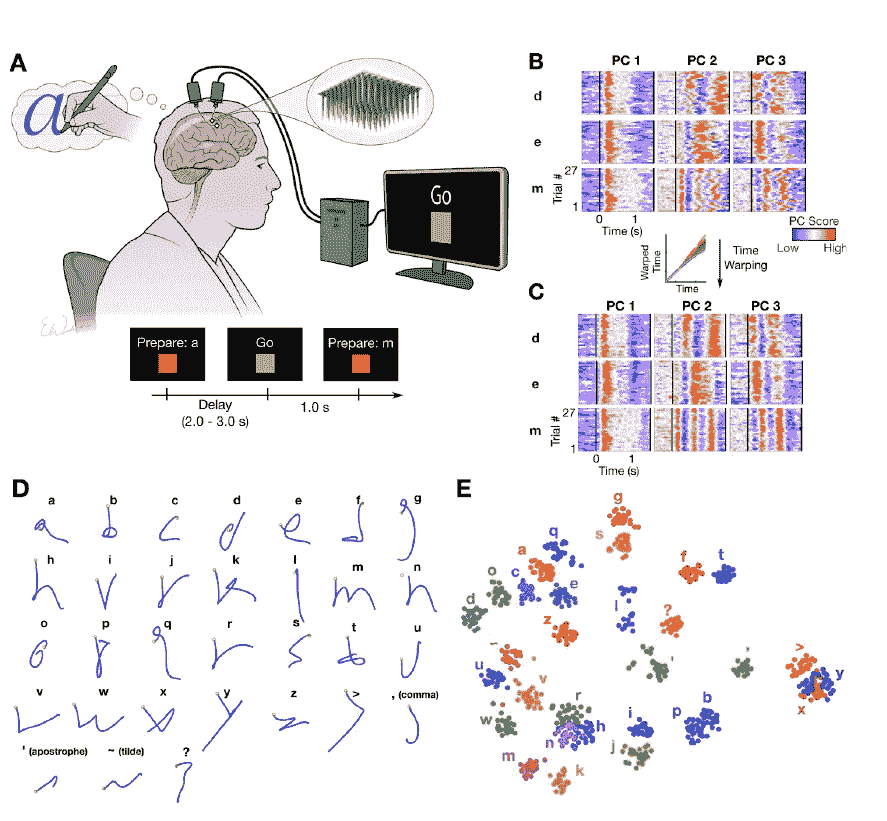 A
a
Go
Prepare: a
Go
Prepare: m
Delay
(2.0 - 3.0 s)
1.0 s
B
PC 1
PC 2
PC 3
d
e
m
Trial #
27
1
0
1
Time (s)
PC Score
Low
High
Warped
Time
Time
Time
Warping
C
PC 1
PC 2
PC 3
d
e
m
Trial #
27
1
0
1
Time (s)
D
a b c d e f g
h i j k l m n
o p q r s t u
v w x y z > , (comma)
' (apostrophe) ~ (tilde) ?
E
g
s
q
a
f
t
o
c
e
d
l
?
z
~
'
,
>
y
u
v
x
r
b
w
h
i
p
n
j
m
k